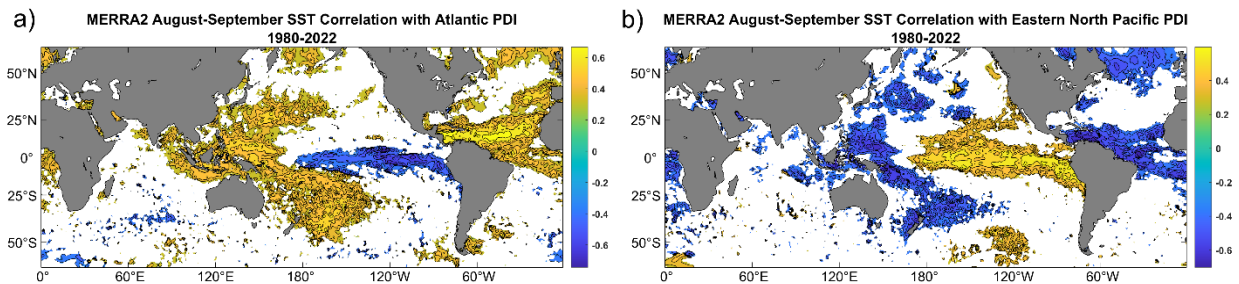 a)
MERRA2 August-September SST Correlation with Atlantic PDI
1980-2022
50°N
25°N
0°
25°S
50°S
0°
60°E
120°E
180°
120°W
60°W
0.6
0.4
0.2
0
-0.2
-0.4
-0.6
b)
MERRA2 August-September SST Correlation with Eastern North Pacific PDI
1980-2022
50°N
25°N
0°
25°S
50°S
0°
60°E
120°E
180°
120°W
60°W
0.4
0.2
0
-0.2
-0.4
-0.6